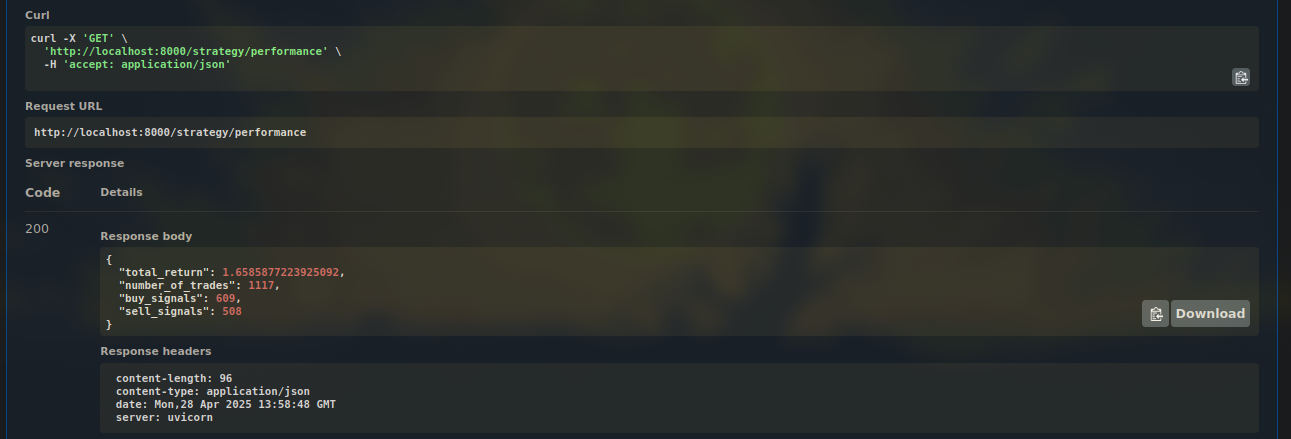 Curl
curl -X 'GET' \
  'http://localhost:8000/strategy/performance' \
  -H 'accept: application/json'
Request URL
http://localhost:8000/strategy/performance
Server response
Code Details
200
Response body
{
  "total_return": 1.6585877223925092,
  "number_of_trades": 1117,
  "buy_signals": 609,
  "sell_signals": 508
}
Download
Response headers
content-length: 96
content-type: application/json
date: Mon,28 Apr 2025 13:58:48 GMT
server: uvicorn